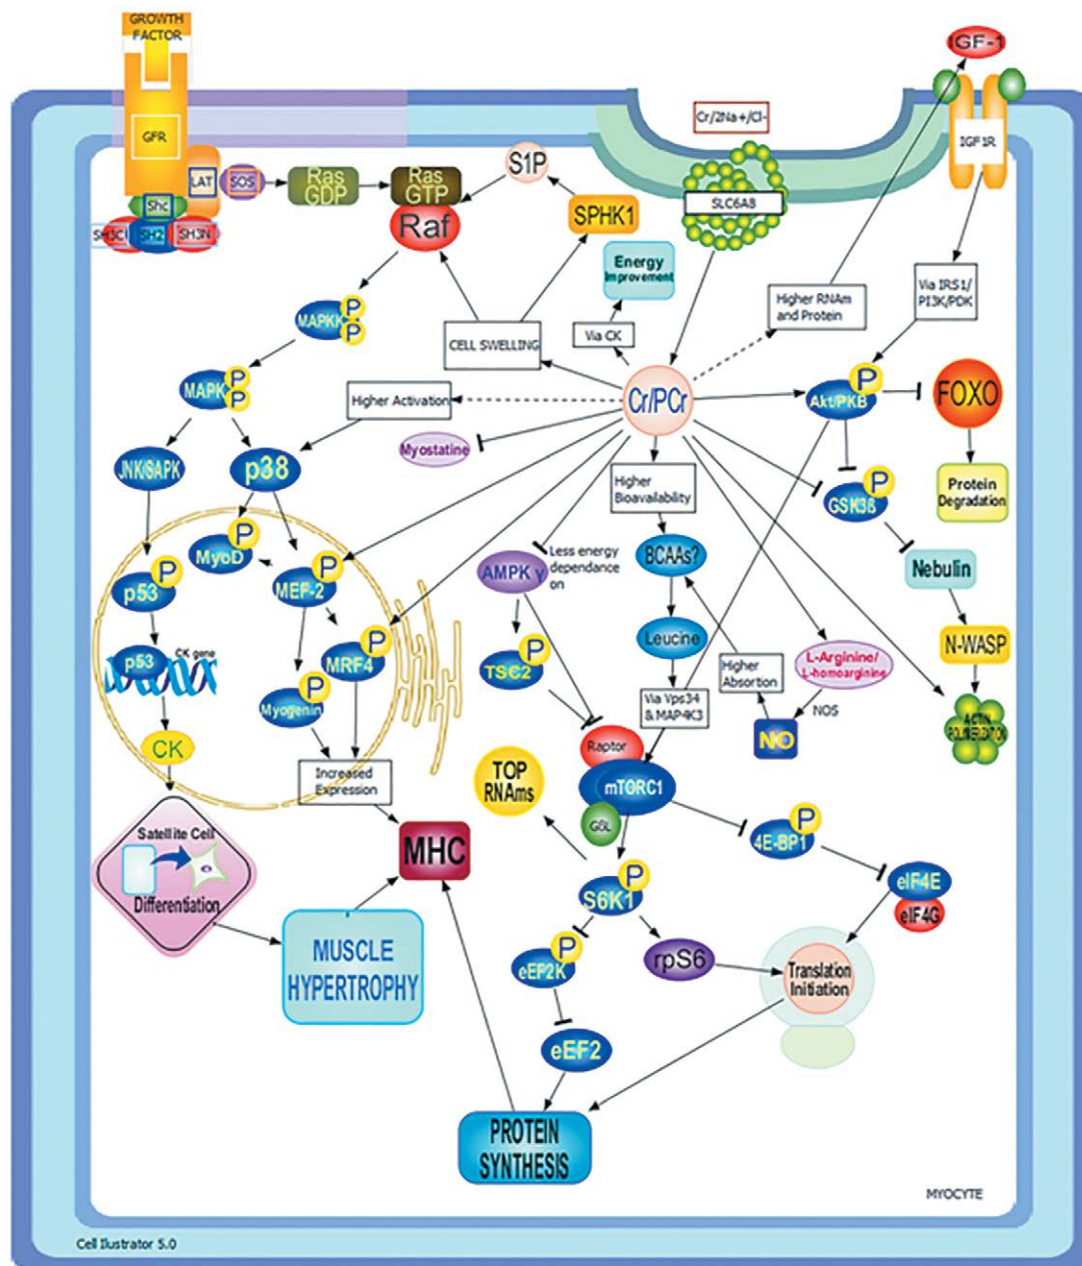 GROWTH
FACTOR
GFR
LAT
SOS
Shc
SH3C
SH2
SH3N
Ras
GDP
Ras
GTP
Raf
S1P
SPHK1
Cr/2Na+/Cl-
SLC6A8
IGF-1
IGF1R
Energy
Improvement
Via CK
CELL SWELLING
Higher RNAm
and Protein
Via IRS1/
PI3K/PDK
MAPKK
P
P
MAPK
P
P
Higher Activation
Cr/PCr
Akt/PKB
P
FOXO
Myostatine
JNK/SAPK
p38
Higher
Bioavailability
GSK3ß
P
Protein
Degradation
MyoD
P
p53
P
MEF-2
P
AMPK γ
Less energy
dependance
on
BCAAs?
Nebulin
p53
CK gene
MRF4
P
TSC2
P
Leucine
L-Arginine/
L-homoarginine
N-WASP
Myogenin
P
Higher
Absortion
Via Vps34
& MAP4K3
NOS
NO
ACTIN
POLIMERIZATION
CK
Increased
Expression
Raptor
mTORC1
GβL
TOP
RNAms
Satellite Cell
Differentiation
MHC
4E-BP1
P
S6K1
P
eIF4E
eIF4G
MUSCLE
HYPERTROPHY
eEF2K
P
rpS6
Translation
Initiation
eEF2
PROTEIN
SYNTHESIS
MYOCYTE
Cell Ilustrator 5.0